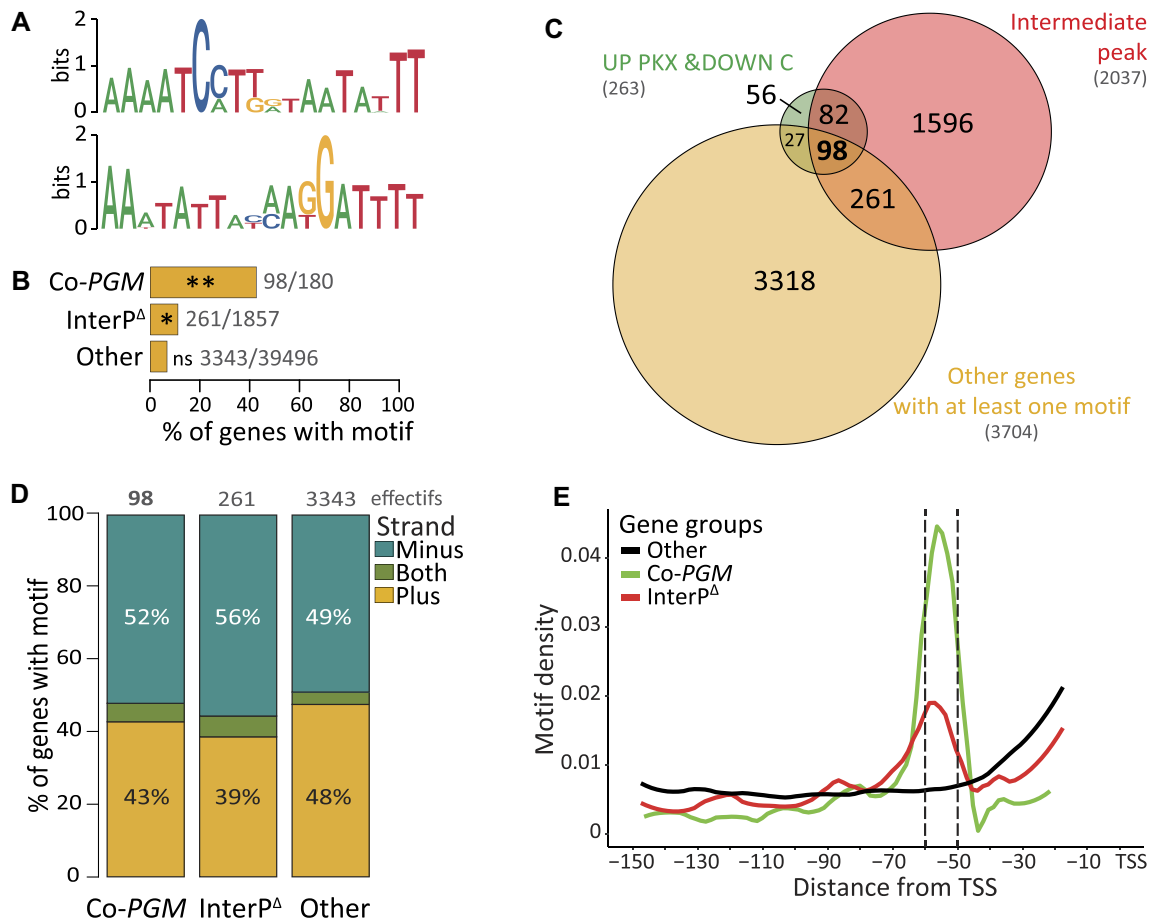 A
2
bits
1
0
AAAATCCTTGTAATATTT
2
bits
1
0
AAATATTACAAGGATTTT
B
Co-PGM ** 98/180
InterPΔ * 261/1857
Other ns 3343/39496
0 20 40 60 80 100
% of genes with motif
C
Intermediate
peak
(2037)
UP PKX &DOWN C
(263)
56
82
1596
27
98
261
3318
Other genes
with at least one motif
(3704)
D
98 261 3343 effectifs
Strand
Minus
Both
Plus
% of genes with motif
100
80
60
40
20
0
52% 56% 49%
43% 39% 48%
Co-PGM InterPΔ Other
E
Gene groups
Other
Co-PGM
InterPΔ
Motif density
0.04
0.03
0.02
0.01
0
−150 −130 −110 −90 −70 −50 −30 −10 TSS
Distance from TSS